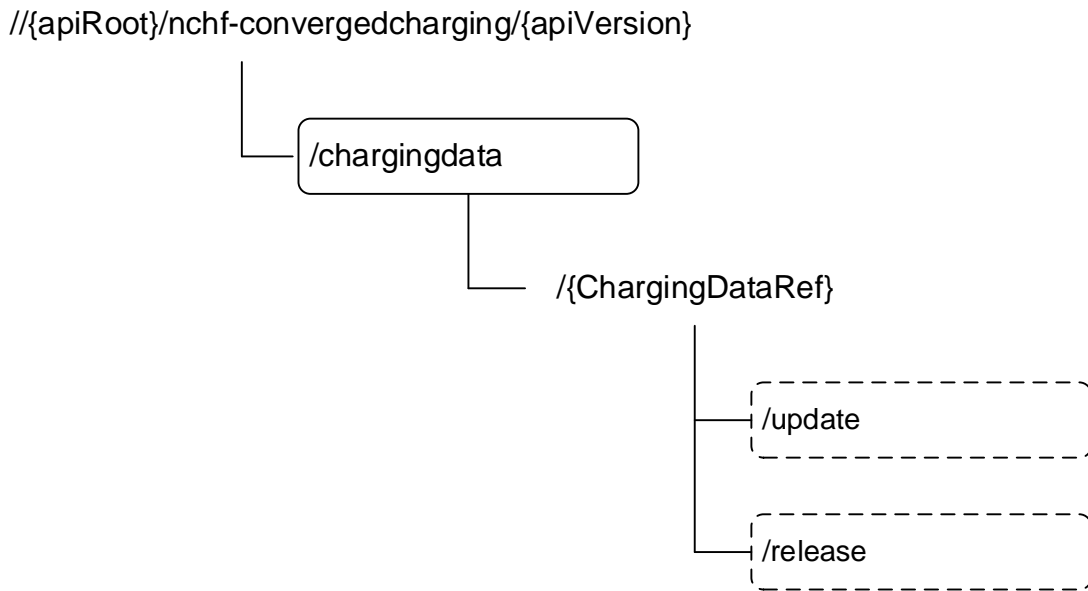 //{apiRoot}/nchf-convergedcharging/{apiVersion}
/chargingdata
/{ChargingDataRef}
/update
/release